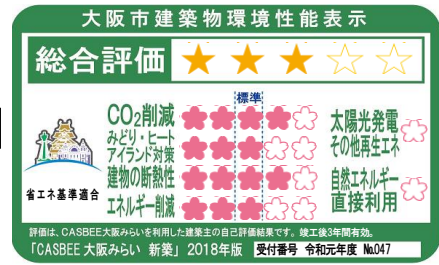 大阪市建築物環境性能表示
総合評価
標準
CO₂削減
みどり・ヒート
アイランド対策
建物の断熱性
エネルギー削減
太陽光発電
その他再生エネ
自然エネルギー
直接利用
省エネ基準適合
評価は、CASBEE大阪みらいを利用した建築主の自己評価結果です。竣工後3年間有効。
「CASBEE大阪みらい 新築」2018年版 受付番号 令和元年度 №047